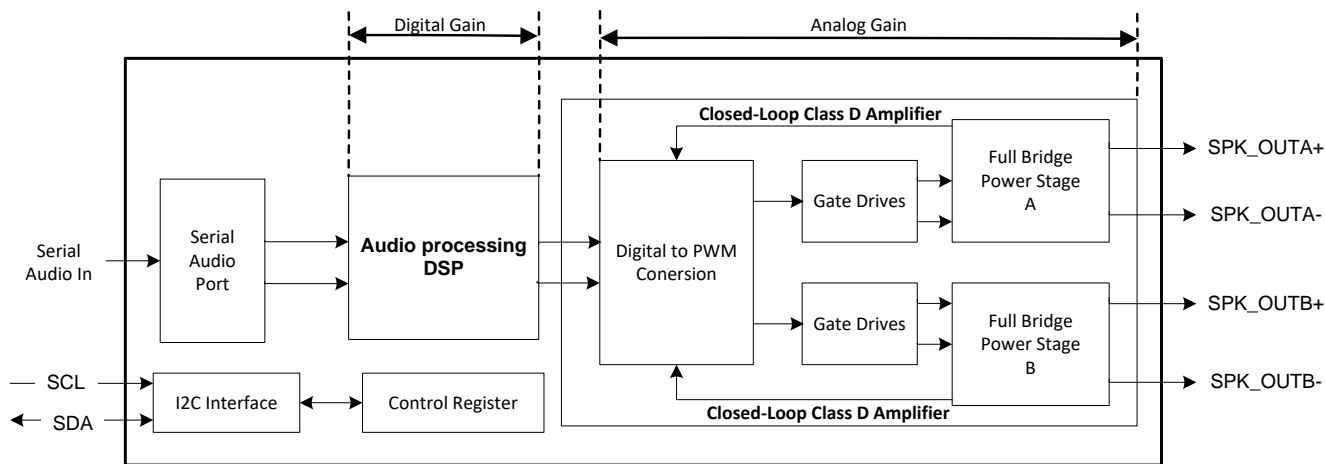 Digital Gain
Analog Gain
Closed-Loop Class D Amplifier
Serial
Audio In
Serial
Audio
Port
Audio processing
DSP
Digital to PWM
Conersion
Gate Drives
Full Bridge
Power Stage
A
SPK_OUTA+
SPK_OUTA-
Gate Drives
Full Bridge
Power Stage
B
SPK_OUTB+
SPK_OUTB-
Closed-Loop Class D Amplifier
SCL
SDA
I2C Interface
Control Register